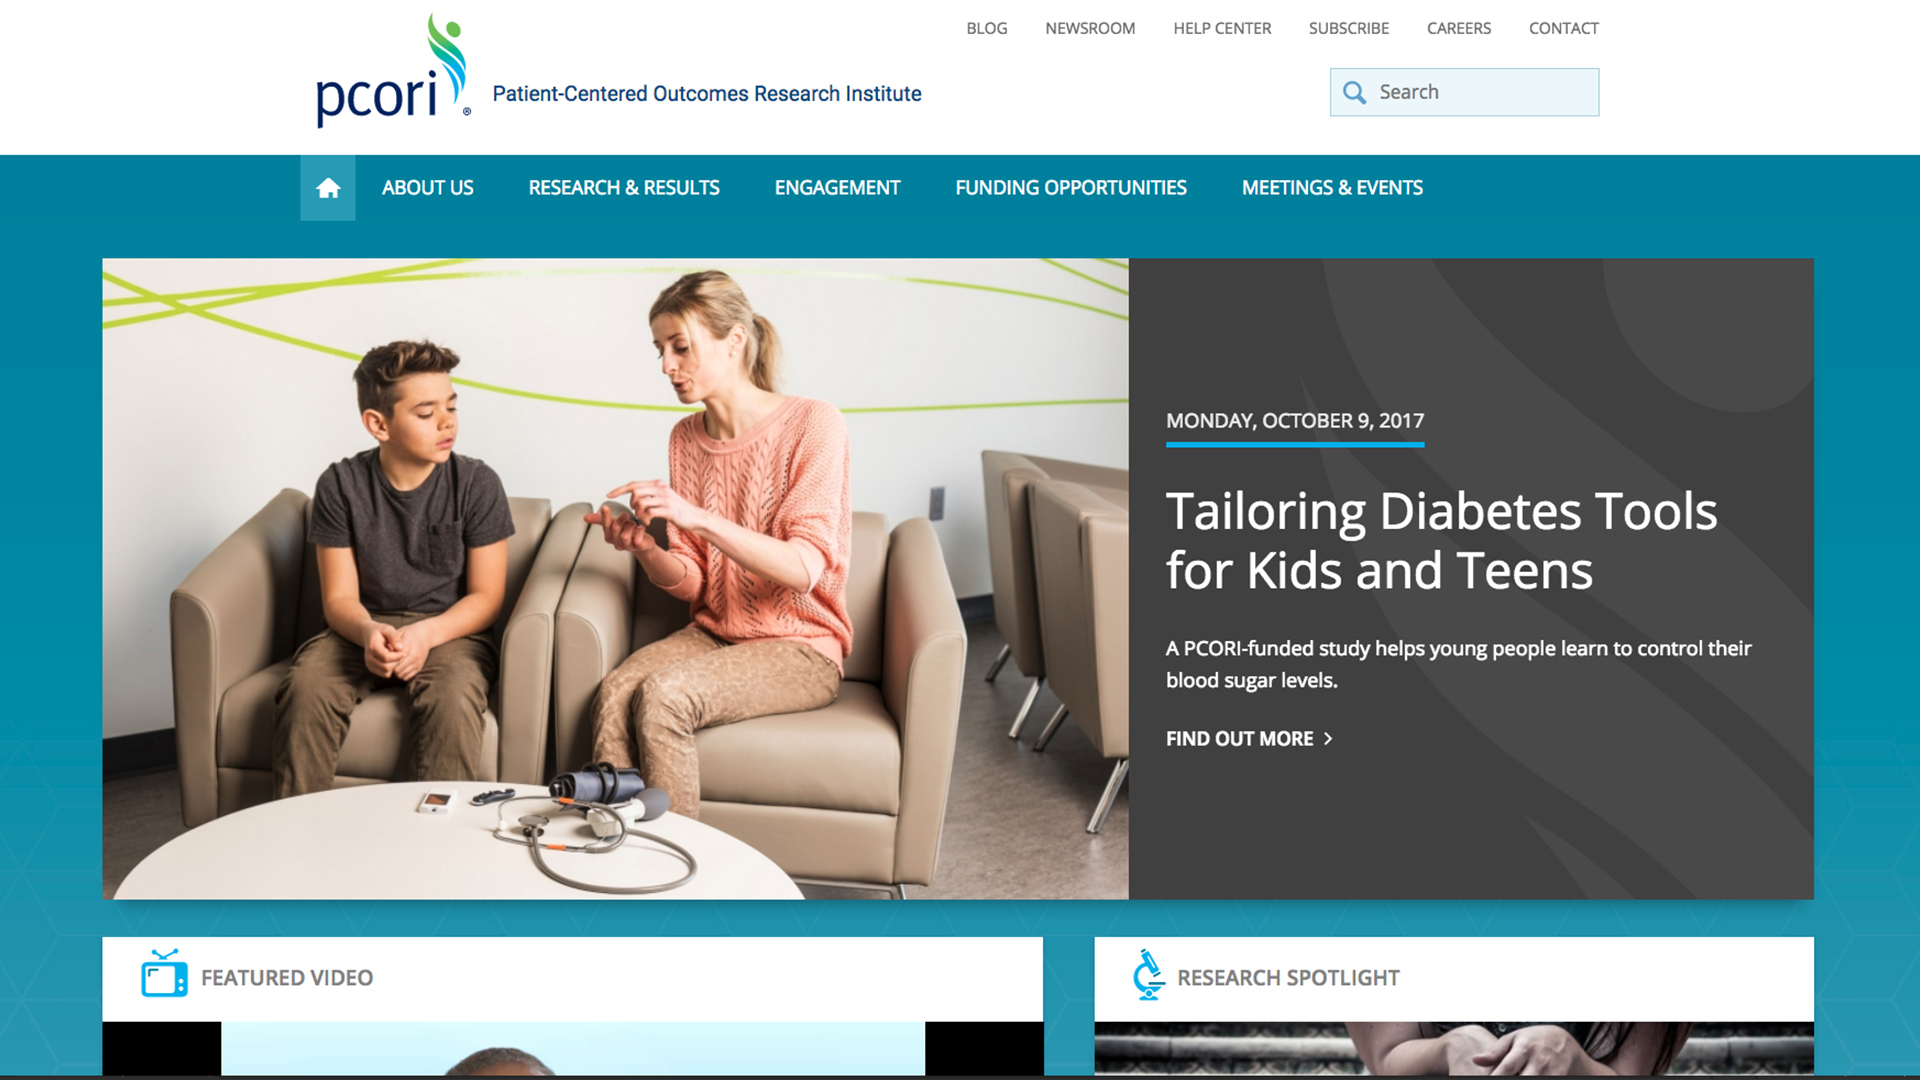 BLOG NEWSROOM HELP CENTER SUBSCRIBE CAREERS CONTACT
pcori®
Patient-Centered Outcomes Research Institute
Search
ABOUT US RESEARCH & RESULTS ENGAGEMENT FUNDING OPPORTUNITIES MEETINGS & EVENTS
MONDAY, OCTOBER 9, 2017
Tailoring Diabetes Tools
for Kids and Teens
A PCORI-funded study helps young people learn to control their
blood sugar levels.
FIND OUT MORE
FEATURED VIDEO
RESEARCH SPOTLIGHT